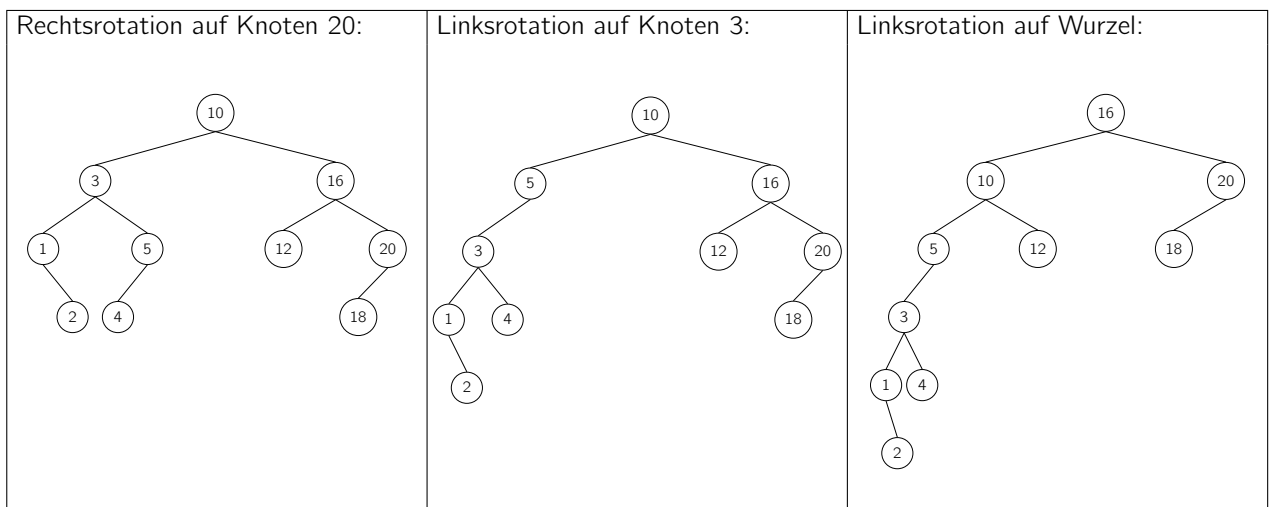 Rechtsrotation auf Knoten 20:
10
3 16
1 5 12 20
2 4 18
Linksrotation auf Knoten 3:
10
5 16
3 12 20
1 4 18
2
Linksrotation auf Wurzel:
16
10 20
5 12 18
3
1 4
2